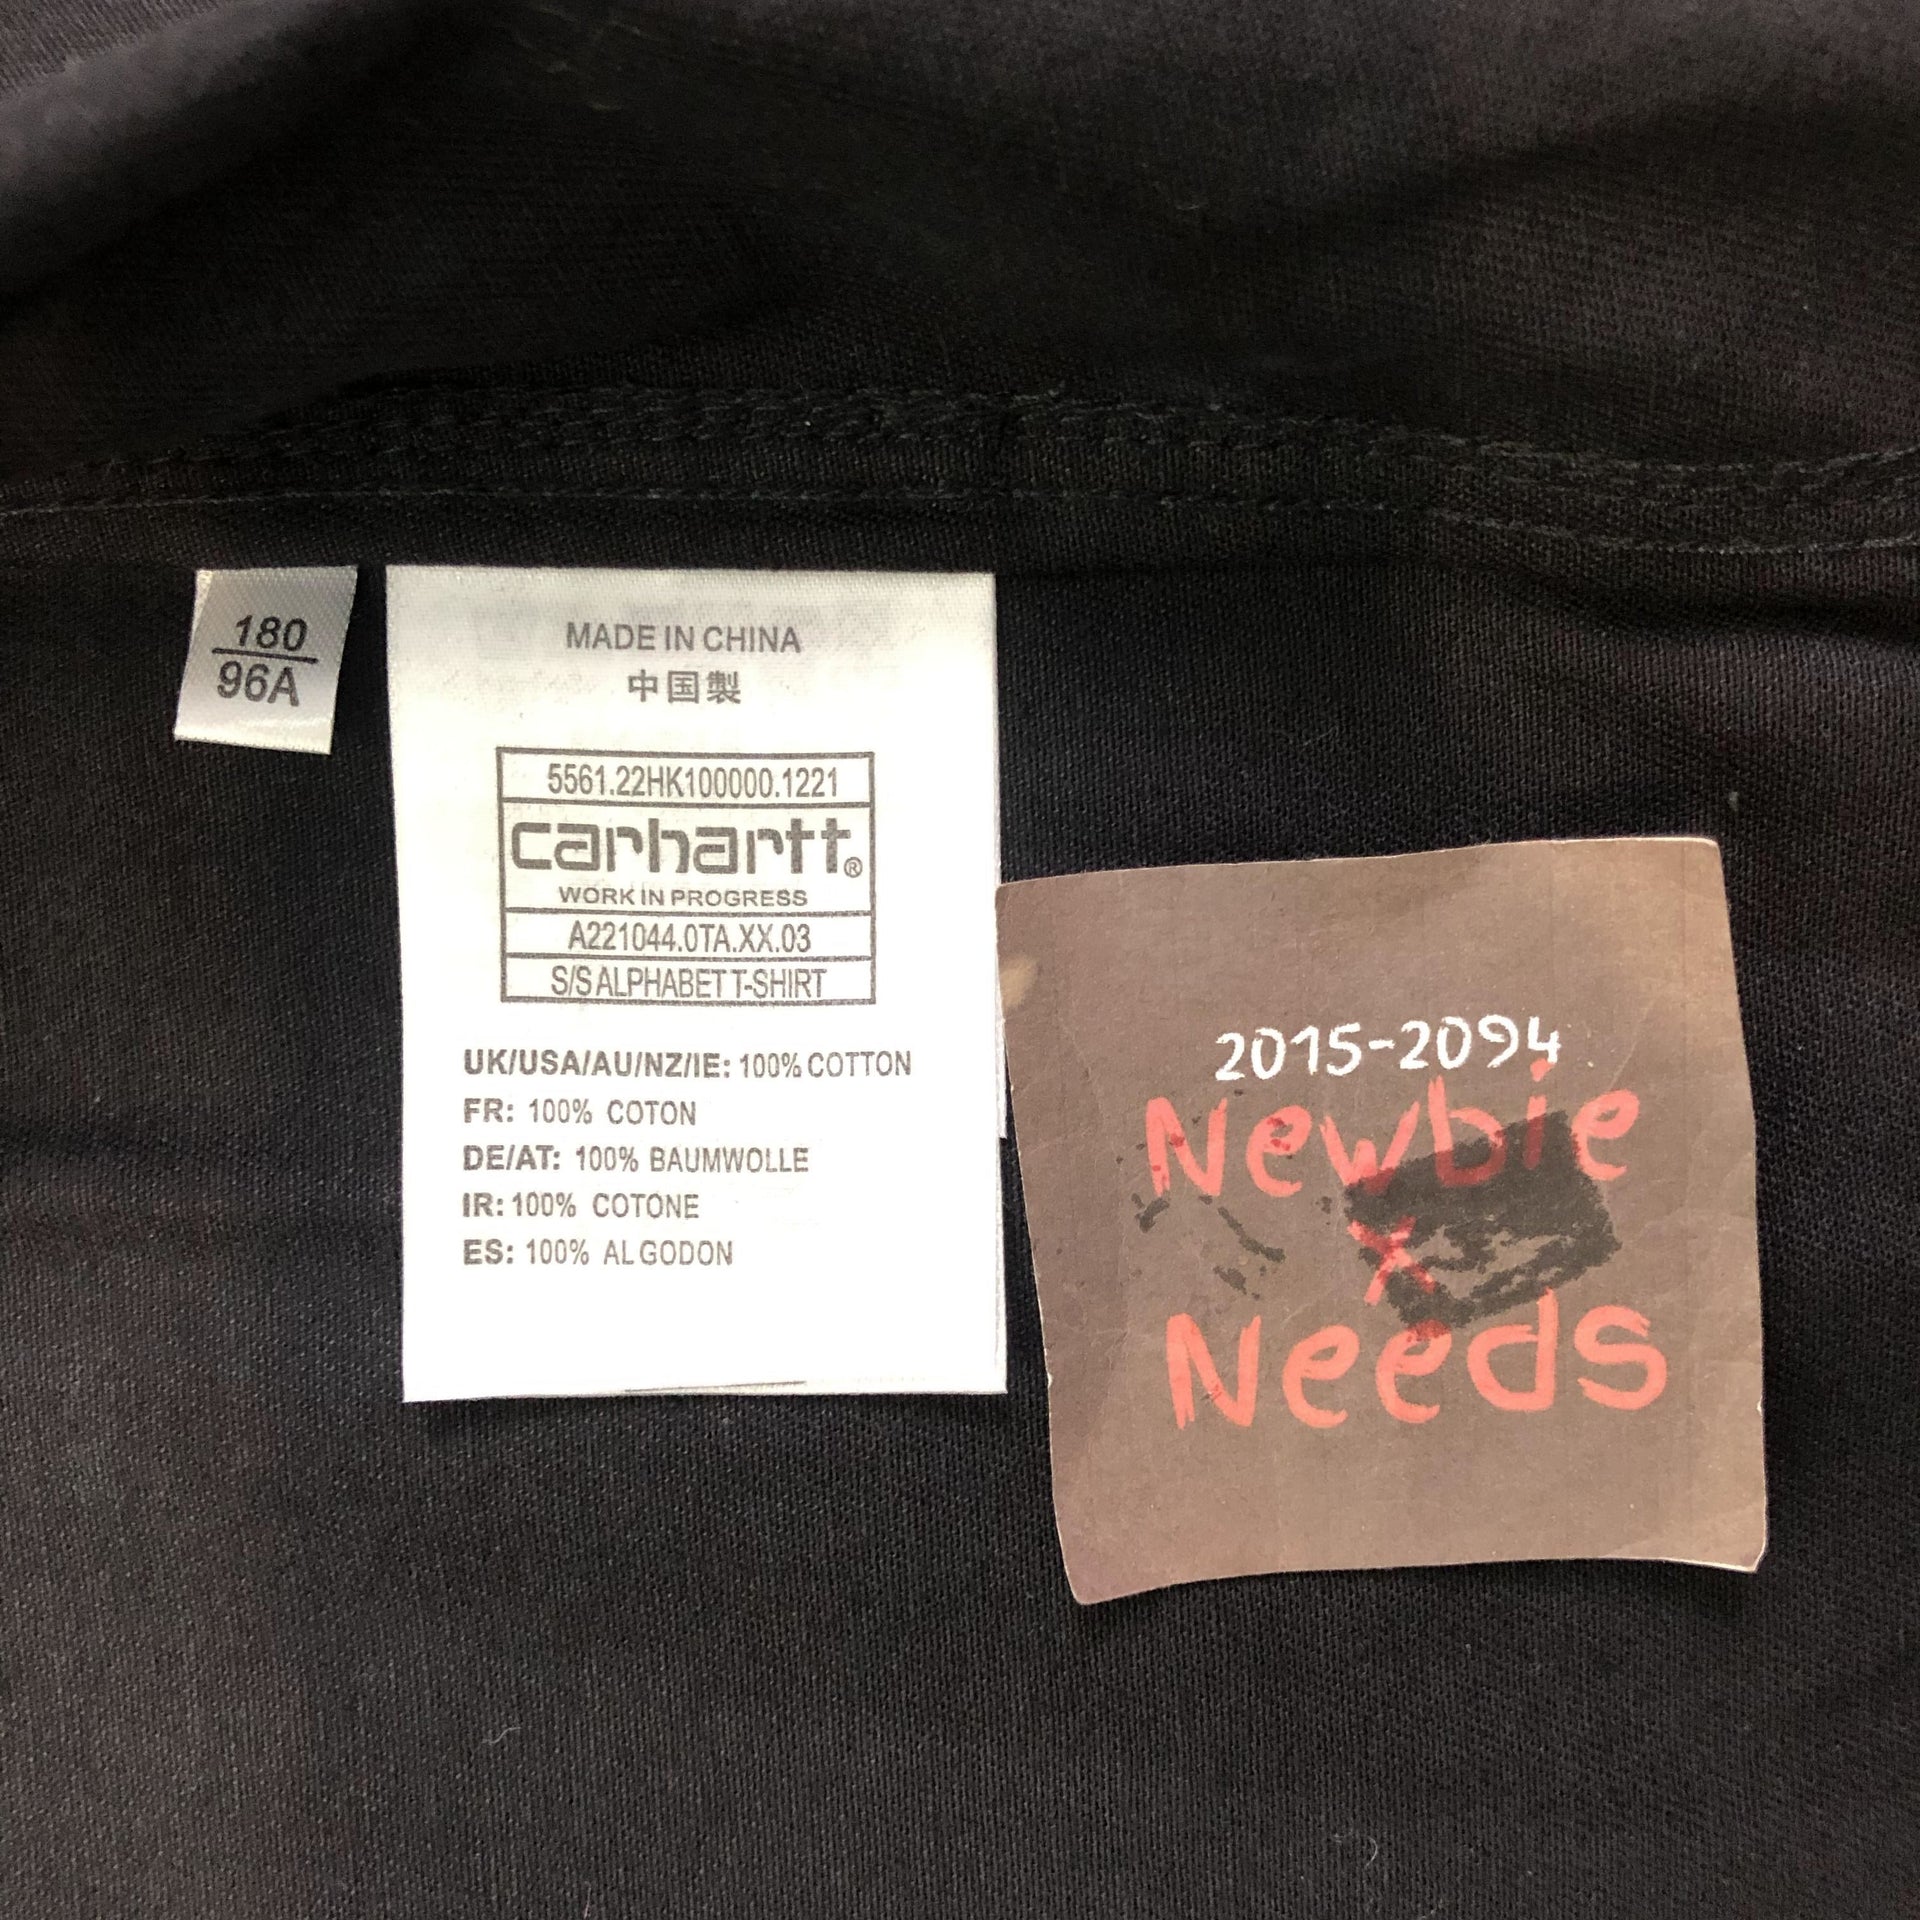 180
96A
MADE IN CHINA
中国製
5561.22HK100000.1221
carhartt®
WORK IN PROGRESS
A221044.0TA.XX.03
S/S ALPHABET T-SHIRT
UK/USA/AU/NZ/IE: 100% COTTON
FR: 100% COTON
DE/AT: 100% BAUMWOLLE
IR: 100% COTONE
ES: 100% ALGODON
2015-2094
Newbie
X
Needs